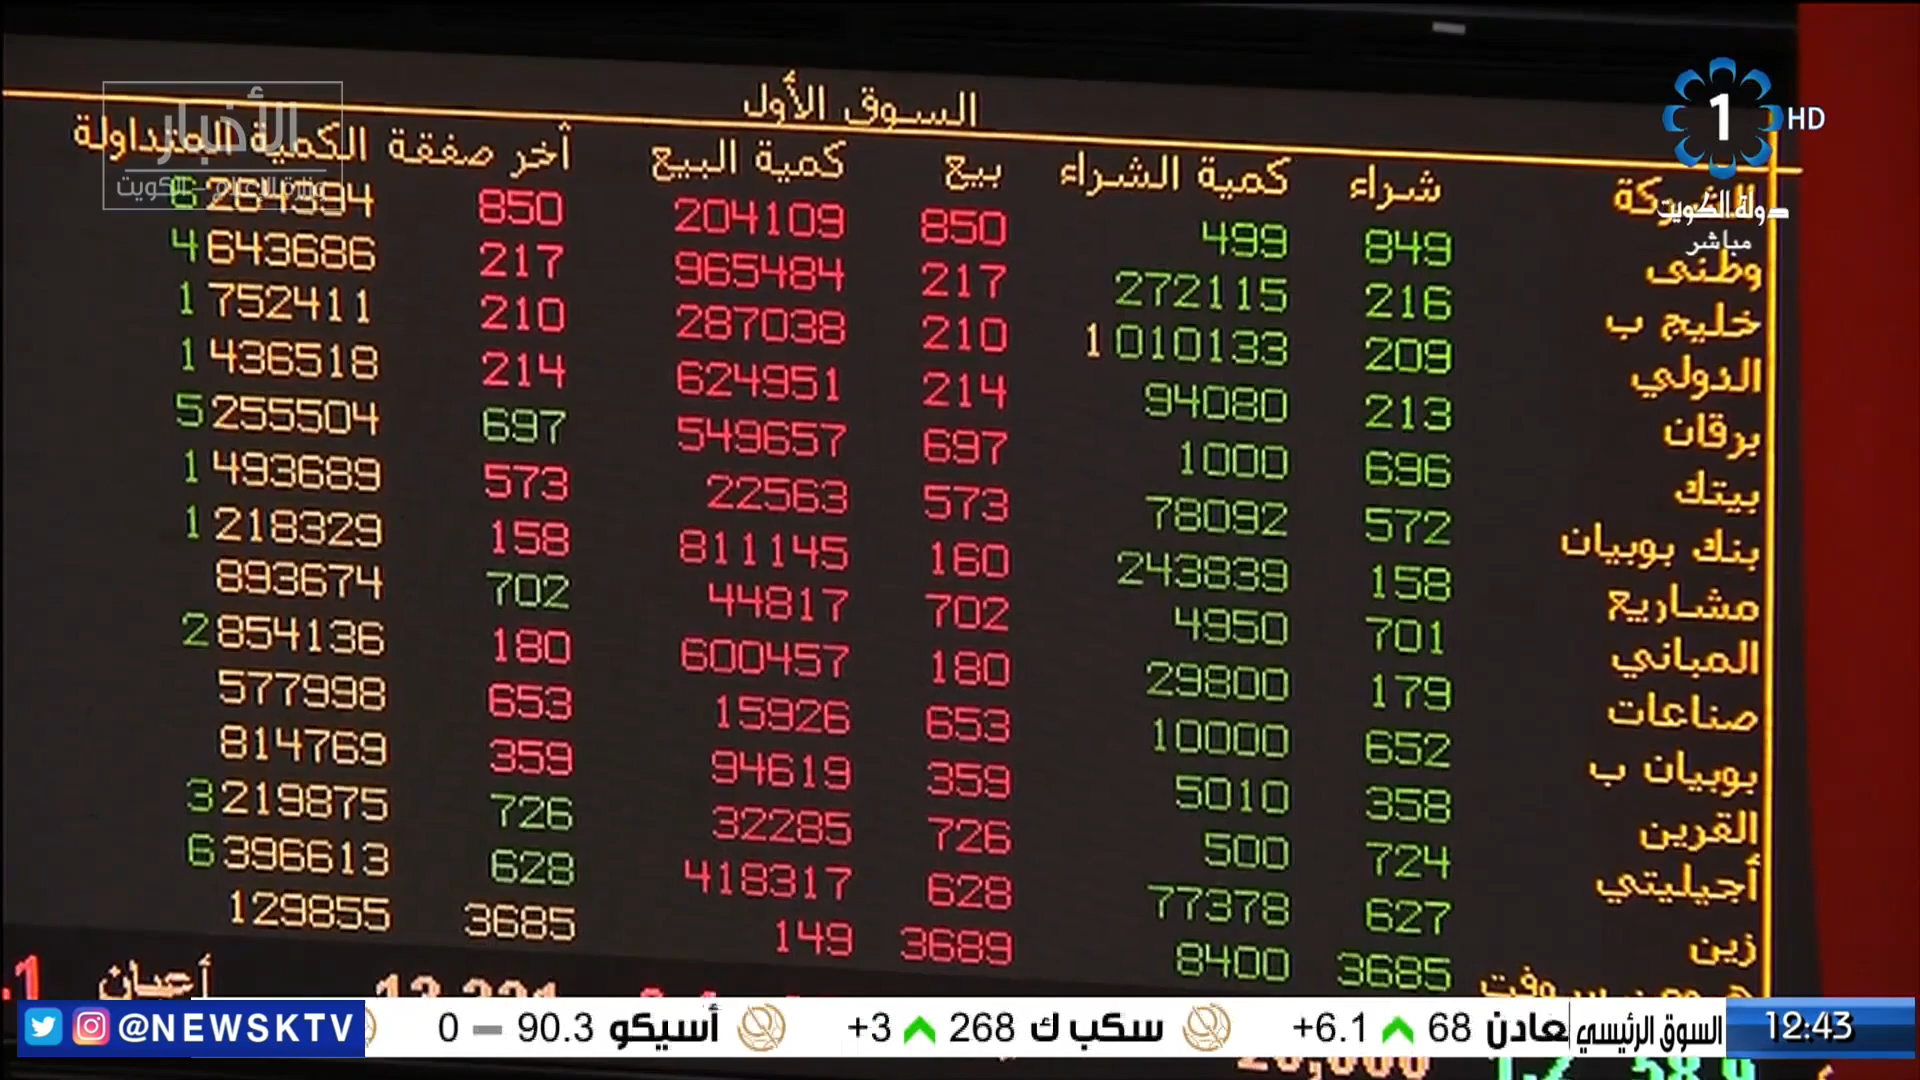 الأخبار
وزارة الإعلام - الكويت
1 HD
دولة الكويت
مباشر
السوق الأول
شراء كمية الشراء بيع كمية البيع أخر صفقة الكمية المتداولة
وطنى 849 499 850 204109 850 6264394
خليج ب 216 272115 217 965484 217 4643686
الدولي 209 1010133 210 287038 210 1752411
برقان 213 94080 214 624951 214 1436518
بيتك 696 1000 697 549657 697 5255504
بنك بوبيان 572 78092 573 22563 573 1493689
مشاريع 158 243839 160 811145 158 1218329
المباني 701 4950 702 44817 702 893674
صناعات 179 29800 180 600457 180 2854136
بوبيان ب 652 10000 653 15926 653 577998
القرين 358 5010 359 94619 359 814769
أجيليتي 724 500 726 32285 726 3219875
زين 627 77378 628 418317 628 6396613
3685 8400 3689 149 3685 129855
أعيان
12:43 السوق الرئيسي 68 +6.1 سكب ك 268 +3 أسيكو 90.3 0
@NEWSKTV